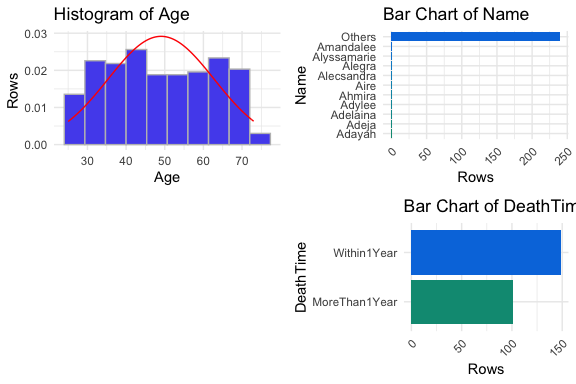 Histogram of Age
Rows
0.03
0.02
0.01
0.00
30 40 50 60 70
Age
Bar Chart of Name
Name
Others
Amandalee
Alyssamarie
Alegra
Alecsandra
Aire
Ahmira
Adylee
Adelaina
Adeja
Adayah
0 50 100 150 200 250
Rows
Bar Chart of DeathTim
DeathTime
Within1Year
MoreThan1Year
0 50 100 150
Rows